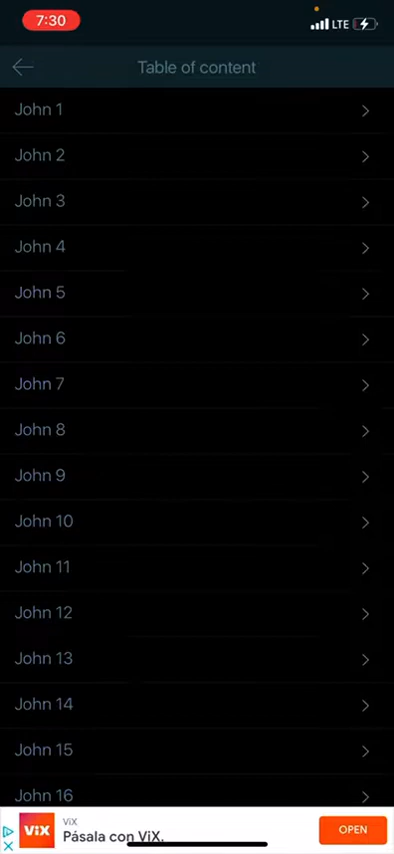 7:30
LTE
Table of content
John 1
John 2
John 3
John 4
John 5
John 6
John 7
John 8
John 9
John 10
John 11
John 12
John 13
John 14
John 15
John 16
ViX
ViX
Pásala con ViX.
OPEN